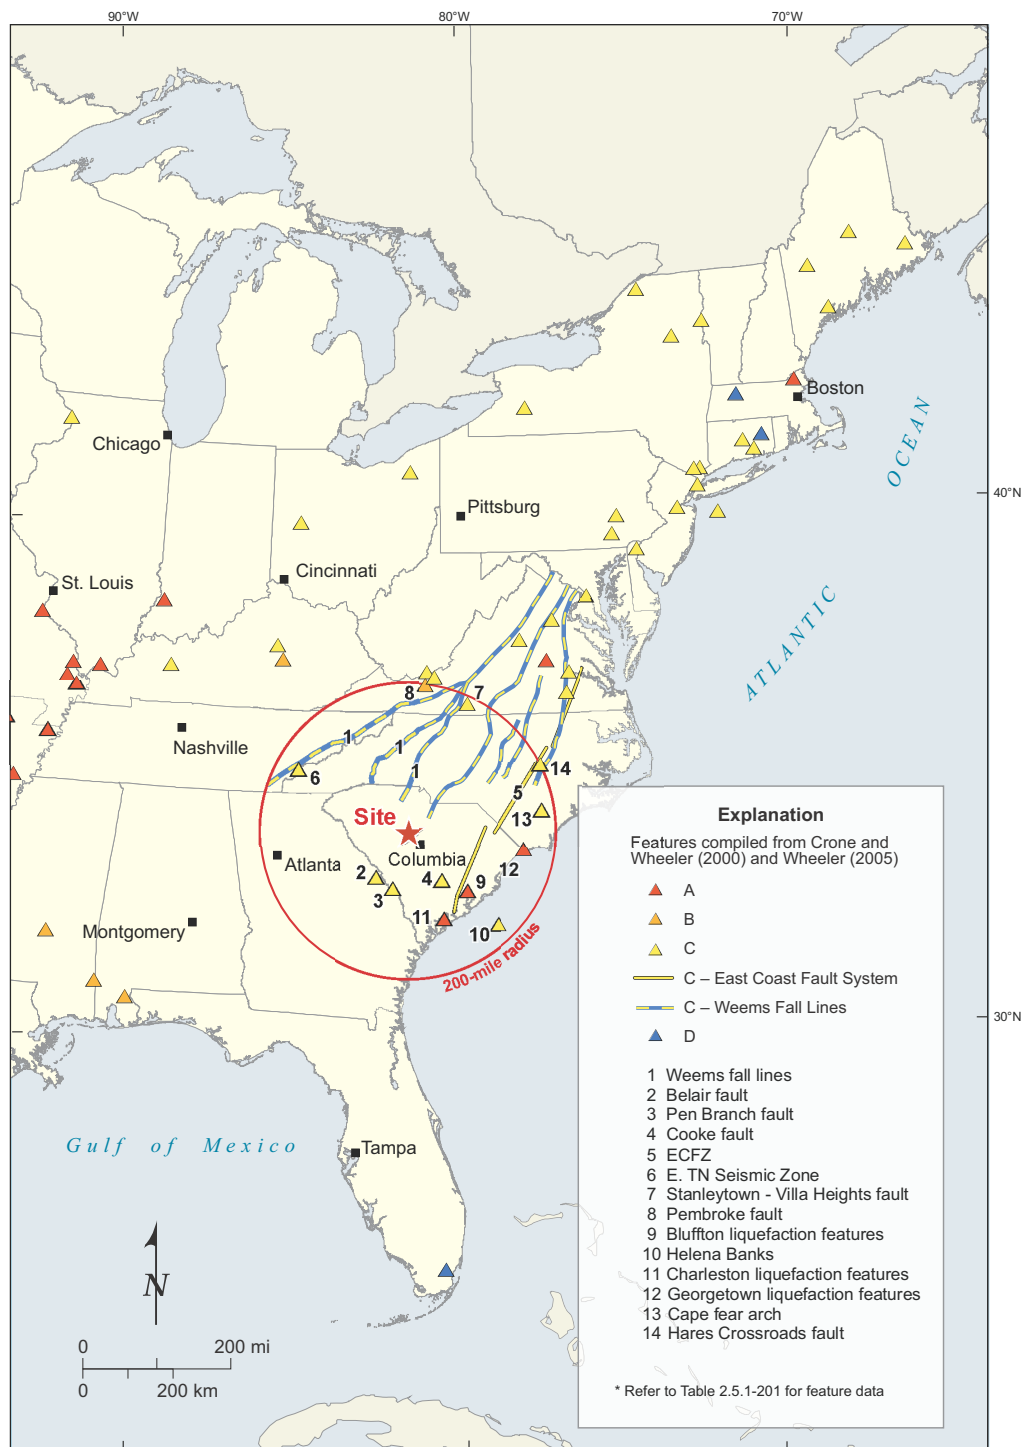 90°W 80°W 70°W
Boston
Chicago
OCEAN
Pittsburg
40°N
Cincinnati
St. Louis
ATLANTIC
8
7
1
Nashville
1
1
6
14
5
Site
13
Explanation
Features compiled from Crone and
Wheeler (2000) and Wheeler (2005)
Atlanta
Columbia
12
2
4
9
3
A
11
10
B
Montgomery
C
200-mile radius
C – East Coast Fault System
C – Weems Fall Lines
30°N
D
1 Weems fall lines
2 Belair fault
3 Pen Branch fault
4 Cooke fault
5 ECFZ
6 E. TN Seismic Zone
7 Stanleytown - Villa Heights fault
8 Pembroke fault
9 Bluffton liquefaction features
10 Helena Banks
11 Charleston liquefaction features
12 Georgetown liquefaction features
13 Cape fear arch
14 Hares Crossroads fault
* Refer to Table 2.5.1-201 for feature data
Gulf of Mexico
Tampa
N
0 200 mi
0 200 km